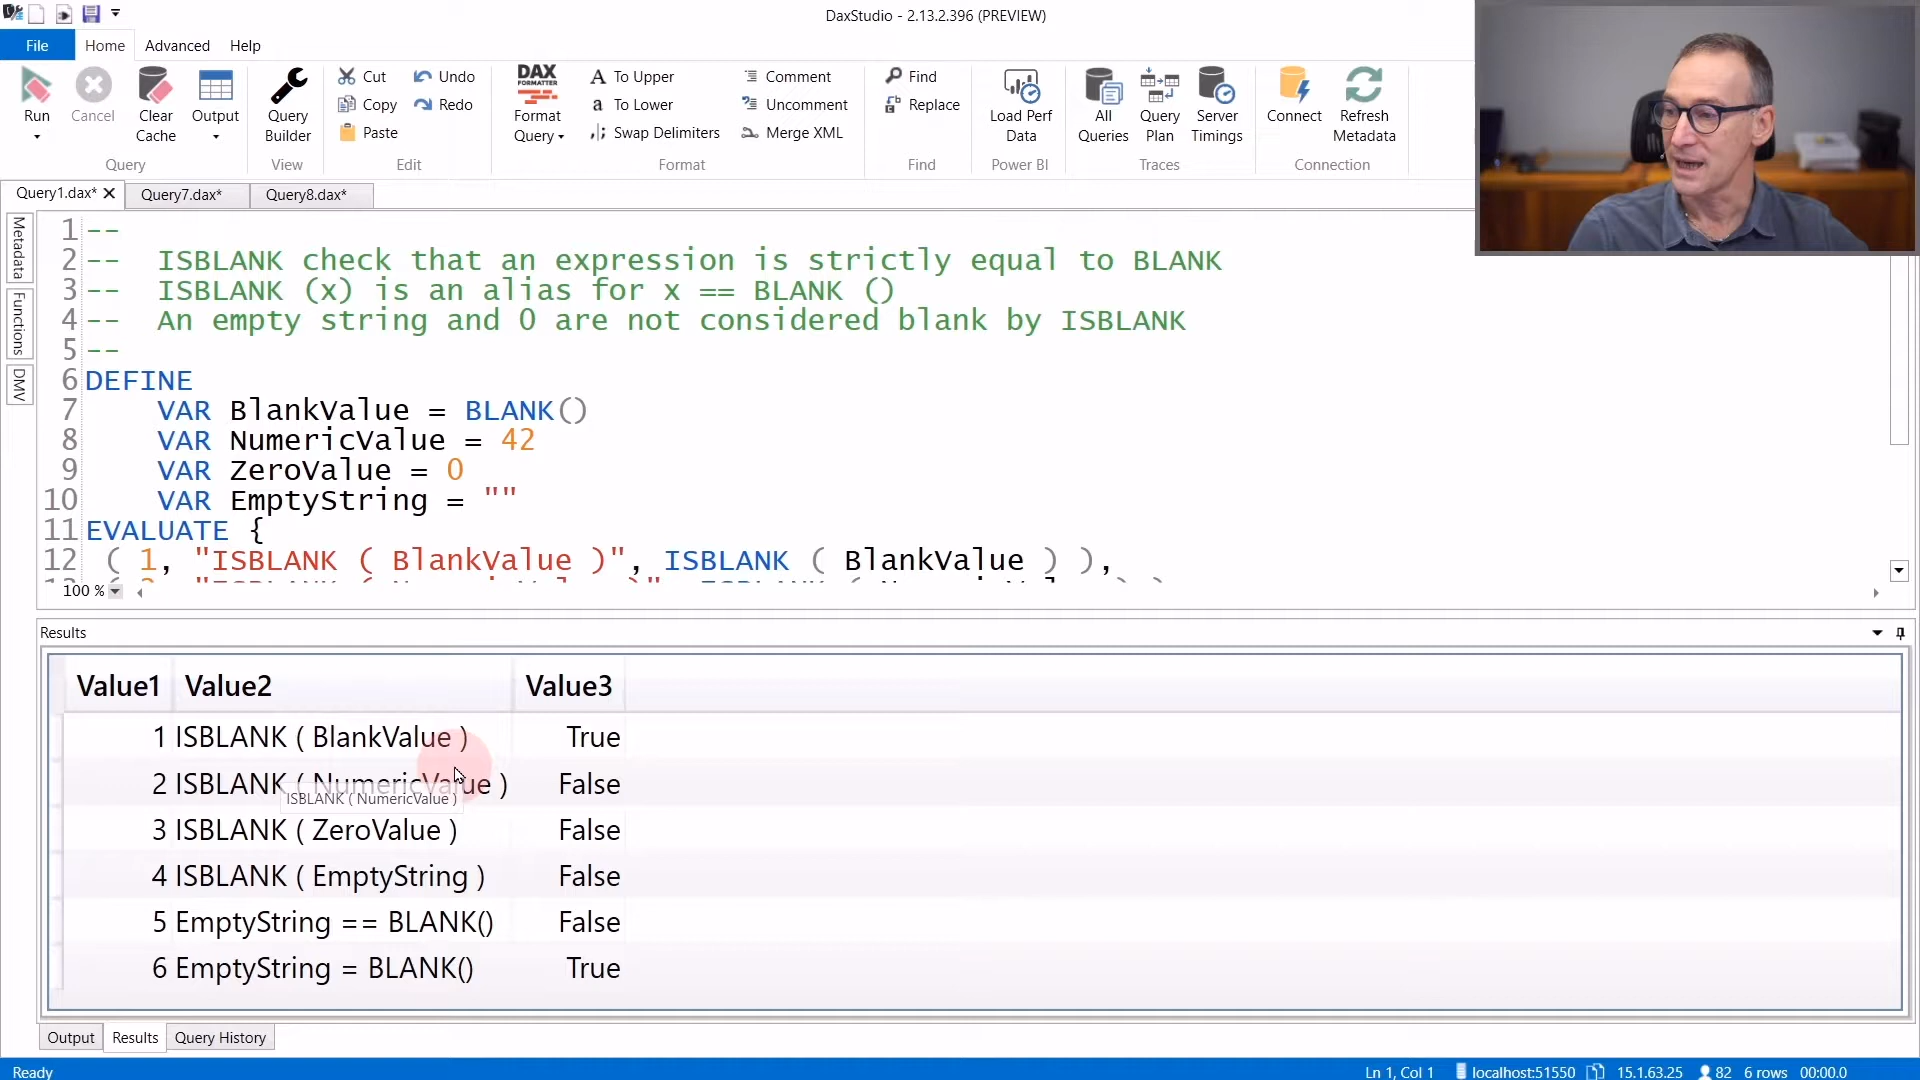 DaxStudio - 2.13.2.396 (PREVIEW)
File Home Advanced Help
Run
Cancel
Clear Cache
Output
Query
Query Builder
View
Cut
Copy
Paste
Undo
Redo
Edit
DAX FORMATTER
Format Query
A To Upper
a To Lower
Swap Delimiters
Comment
Uncomment
Merge XML
Format
Find
Replace
Find
Load Perf Data
Power BI
All Queries
Query Plan
Server Timings
Traces
Connect
Refresh Metadata
Connection
Query1.dax* Query7.dax* Query8.dax*
Metadata
Functions
DMV
1 --
2 -- ISBLANK check that an expression is strictly equal to BLANK
3 -- ISBLANK (x) is an alias for x == BLANK ()
4 -- An empty string and 0 are not considered blank by ISBLANK
5 --
6 DEFINE
7 VAR BlankValue = BLANK()
8 VAR NumericValue = 42
9 VAR ZeroValue = 0
10 VAR EmptyString = ""
11 EVALUATE {
12 ( 1, "ISBLANK ( BlankValue )", ISBLANK ( BlankValue ) ),
100 %
Results
Value1 Value2 Value3
1 ISBLANK ( BlankValue ) True
2 ISBLANK ( NumericValue ) False
ISBLANK ( NumericValue )
3 ISBLANK ( ZeroValue ) False
4 ISBLANK ( EmptyString ) False
5 EmptyString == BLANK() False
6 EmptyString = BLANK() True
Output Results Query History
Ready Ln 1, Col 1 localhost:51550 15.1.63.25 82 6 rows 00:00.0